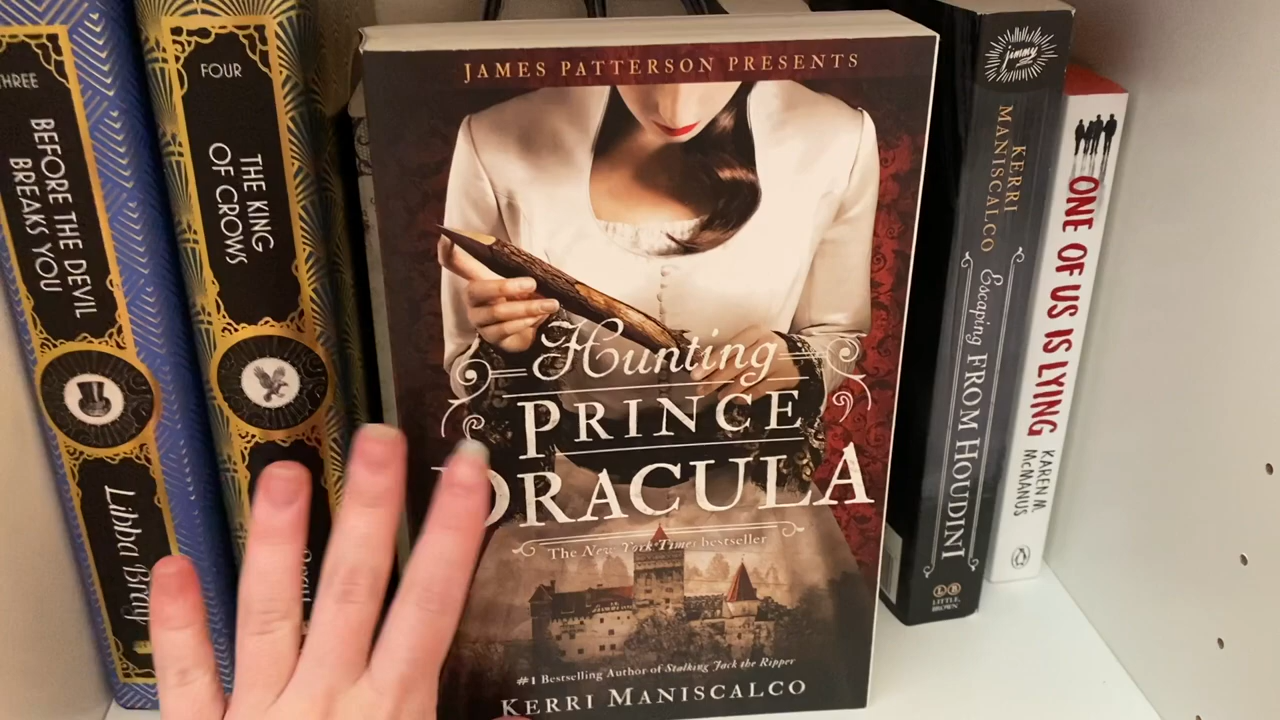 THREE
BEFORE THE DEVIL
BREAKS YOU
Libba Bray
FOUR
THE KING
OF CROWS
JAMES PATTERSON PRESENTS
Hunting
PRINCE
DRACULA
The New York Times bestseller
#1 Bestselling Author of Stalking Jack the Ripper
KERRI MANISCALCO
jimmy
KERRI
MANISCALCO
Escaping FROM HOUDINI
LITTLE,
BROWN
ONE OF US IS LYING
KAREN M.
McMANUS